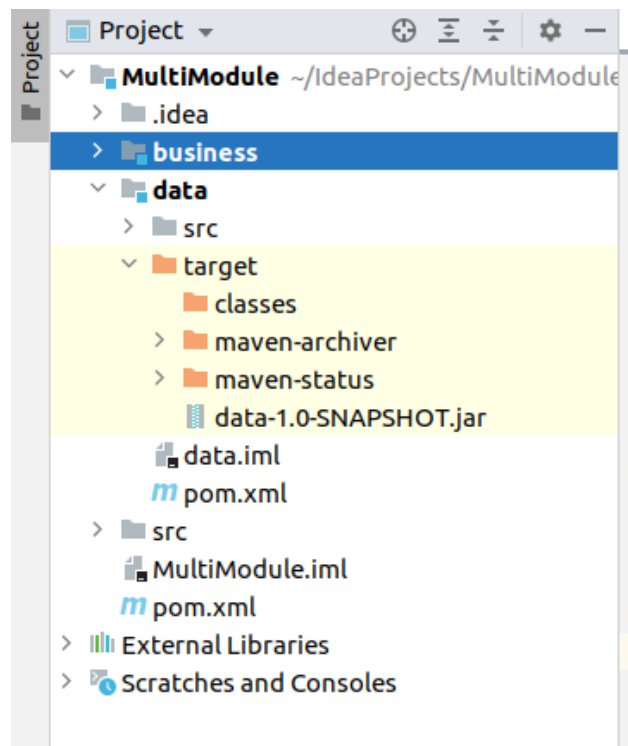 Project
Project
MultiModule ~/IdeaProjects/MultiModule
.idea
business
data
src
target
classes
maven-archiver
maven-status
data-1.0-SNAPSHOT.jar
data.iml
m pom.xml
src
MultiModule.iml
m pom.xml
External Libraries
Scratches and Consoles